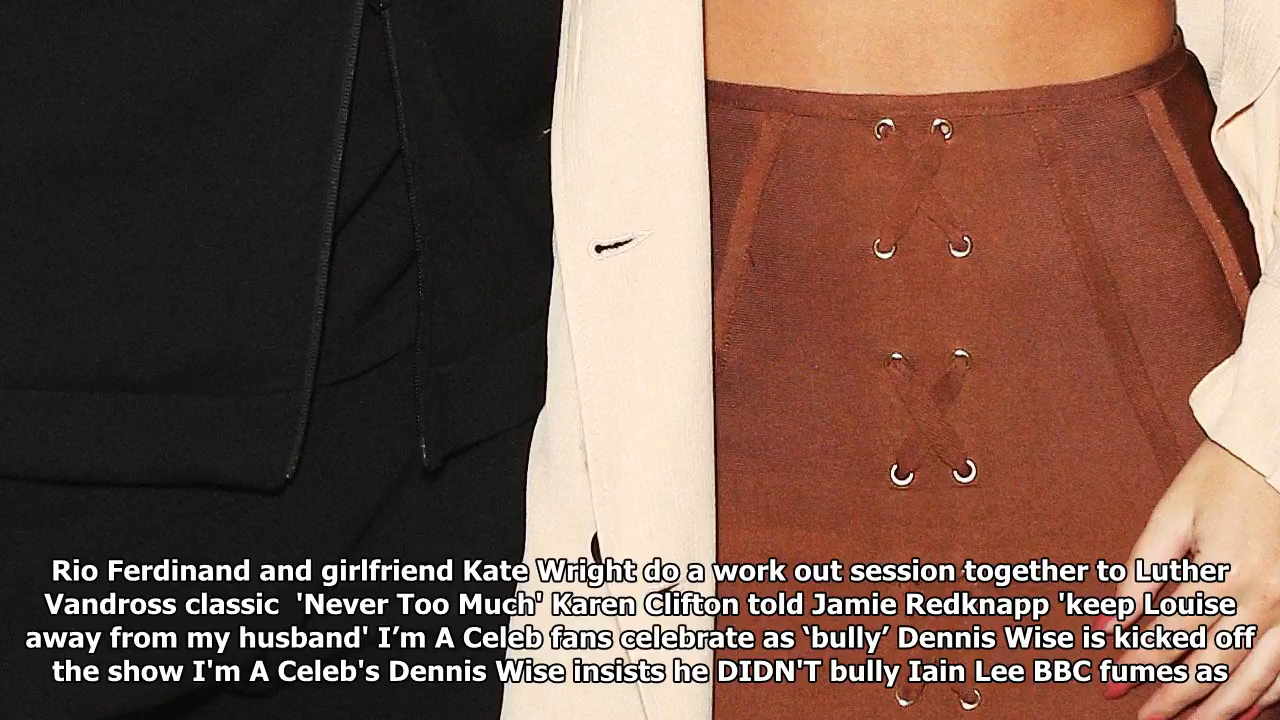 Rio Ferdinand and girlfriend Kate Wright do a work out session together to Luther
Vandross classic  'Never Too Much' Karen Clifton told Jamie Redknapp 'keep Louise
away from my husband' I’m A Celeb fans celebrate as ‘bully’ Dennis Wise is kicked off
the show I'm A Celeb's Dennis Wise insists he DIDN'T bully Iain Lee BBC fumes as